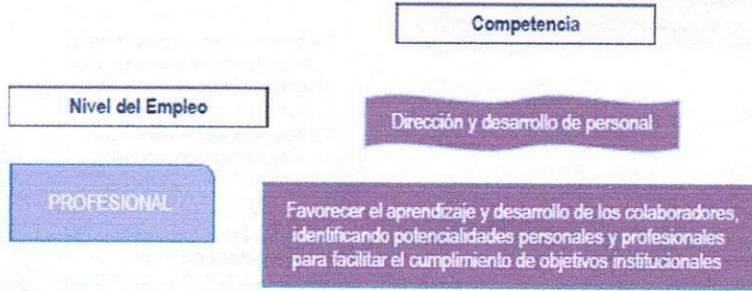 Competencia
Nivel del Empleo
Dirección y desarrollo de personal
PROFESIONAL
Favorecer el aprendizaje y desarrollo de los colaboradores,
identificando potencialidades personales y profesionales
para facilitar el cumplimiento de objetivos institucionales